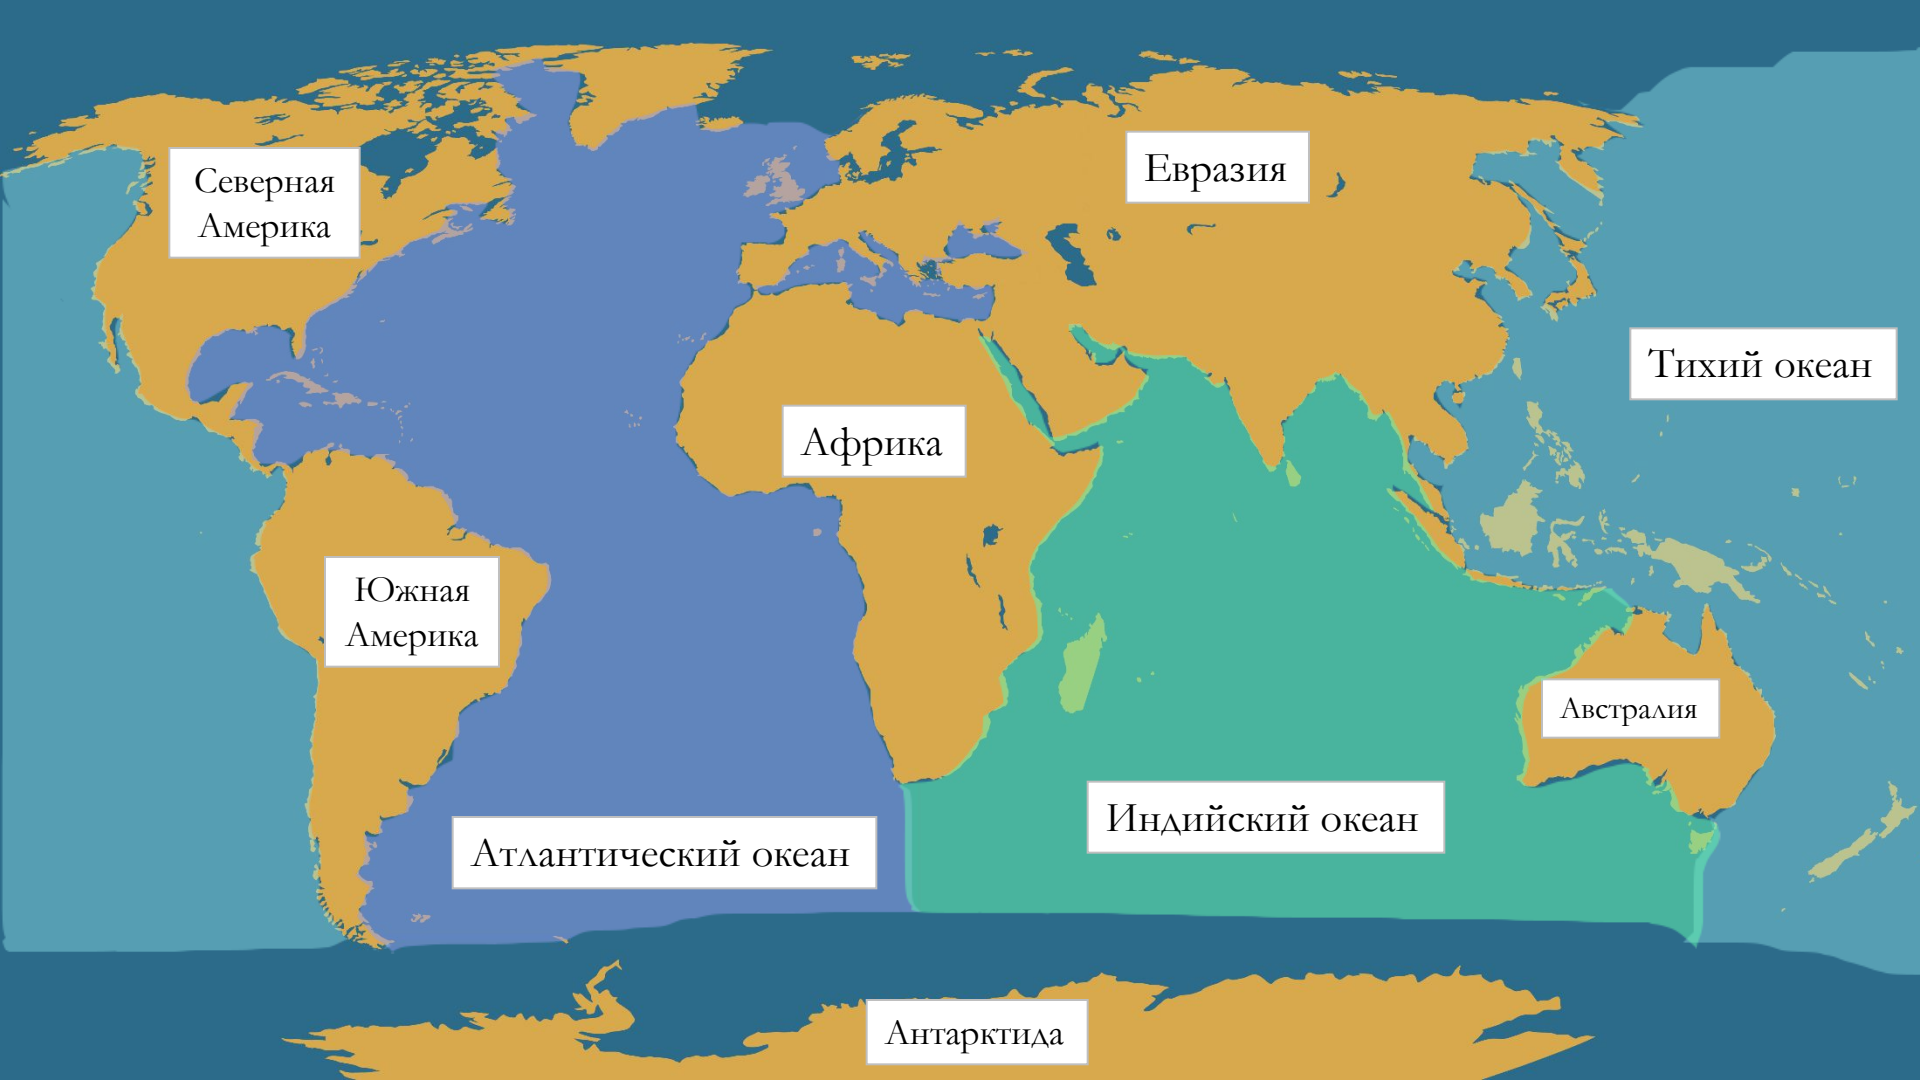 Северная
Америка
Евразия
Тихий океан
Африка
Южная
Америка
Австралия
Индийский океан
Атлантический океан
Антарктида